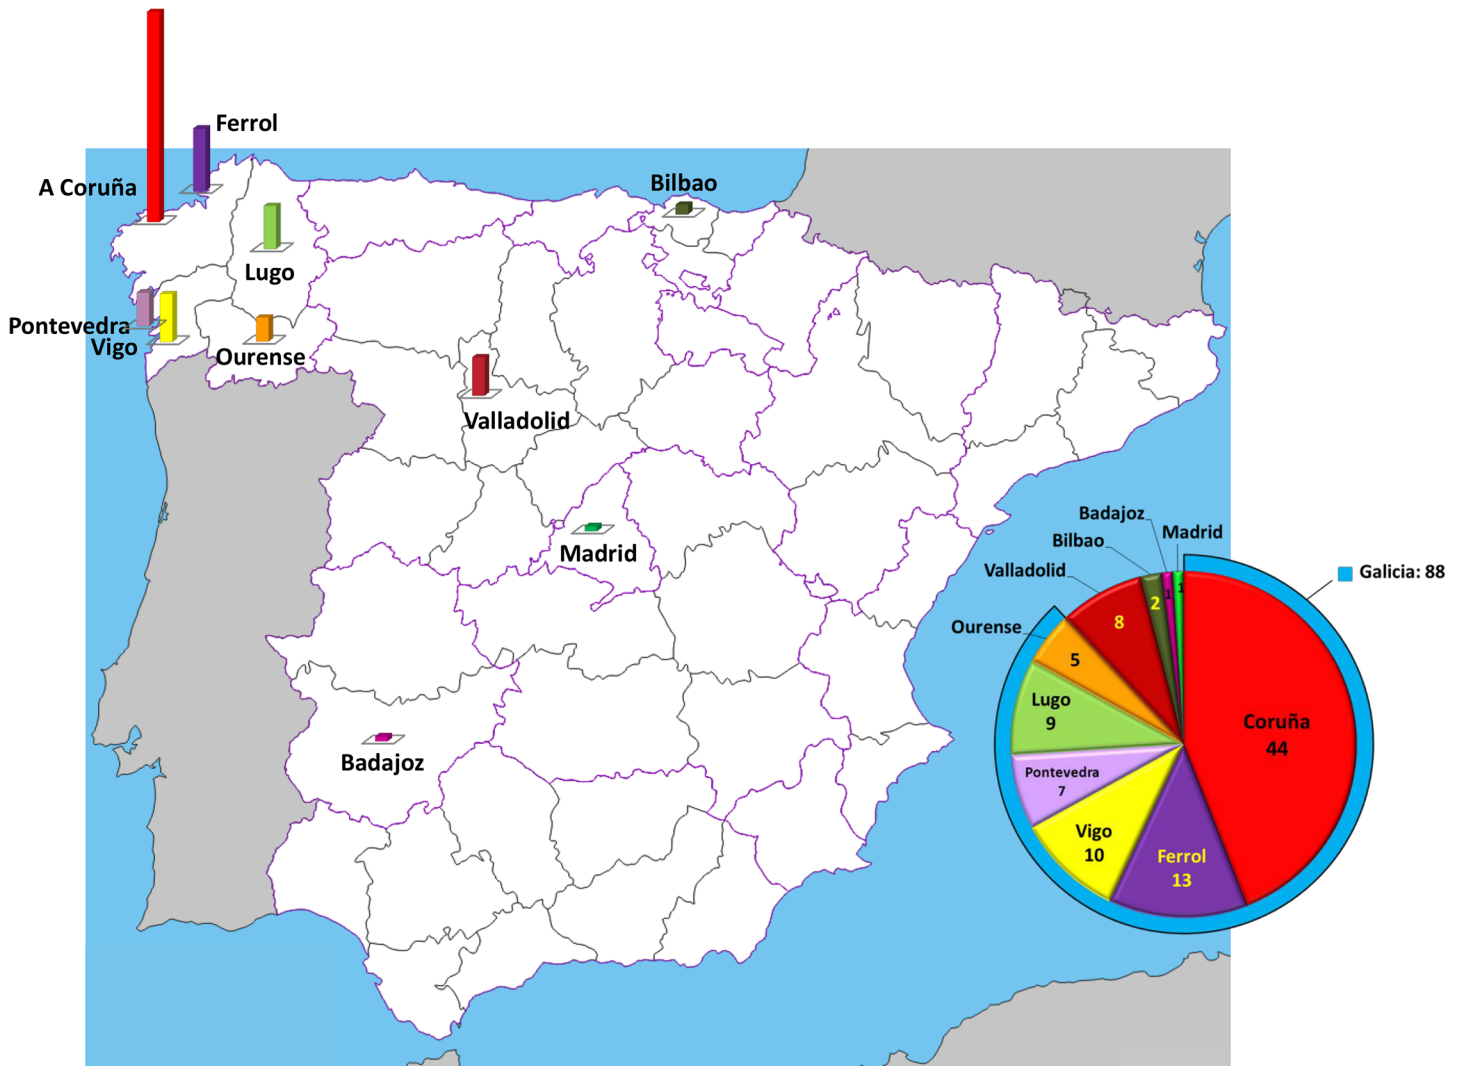 Ferrol
A Coruña
Bilbao
Lugo
Pontevedra
Vigo
Ourense
Valladolid
Madrid
Badajoz
Badajoz
Madrid
Bilbao
Valladolid
Galicia: 88
Ourense
1
1
2
8
5
Lugo
9
Coruña
44
Pontevedra
7
Vigo
10
Ferrol
13